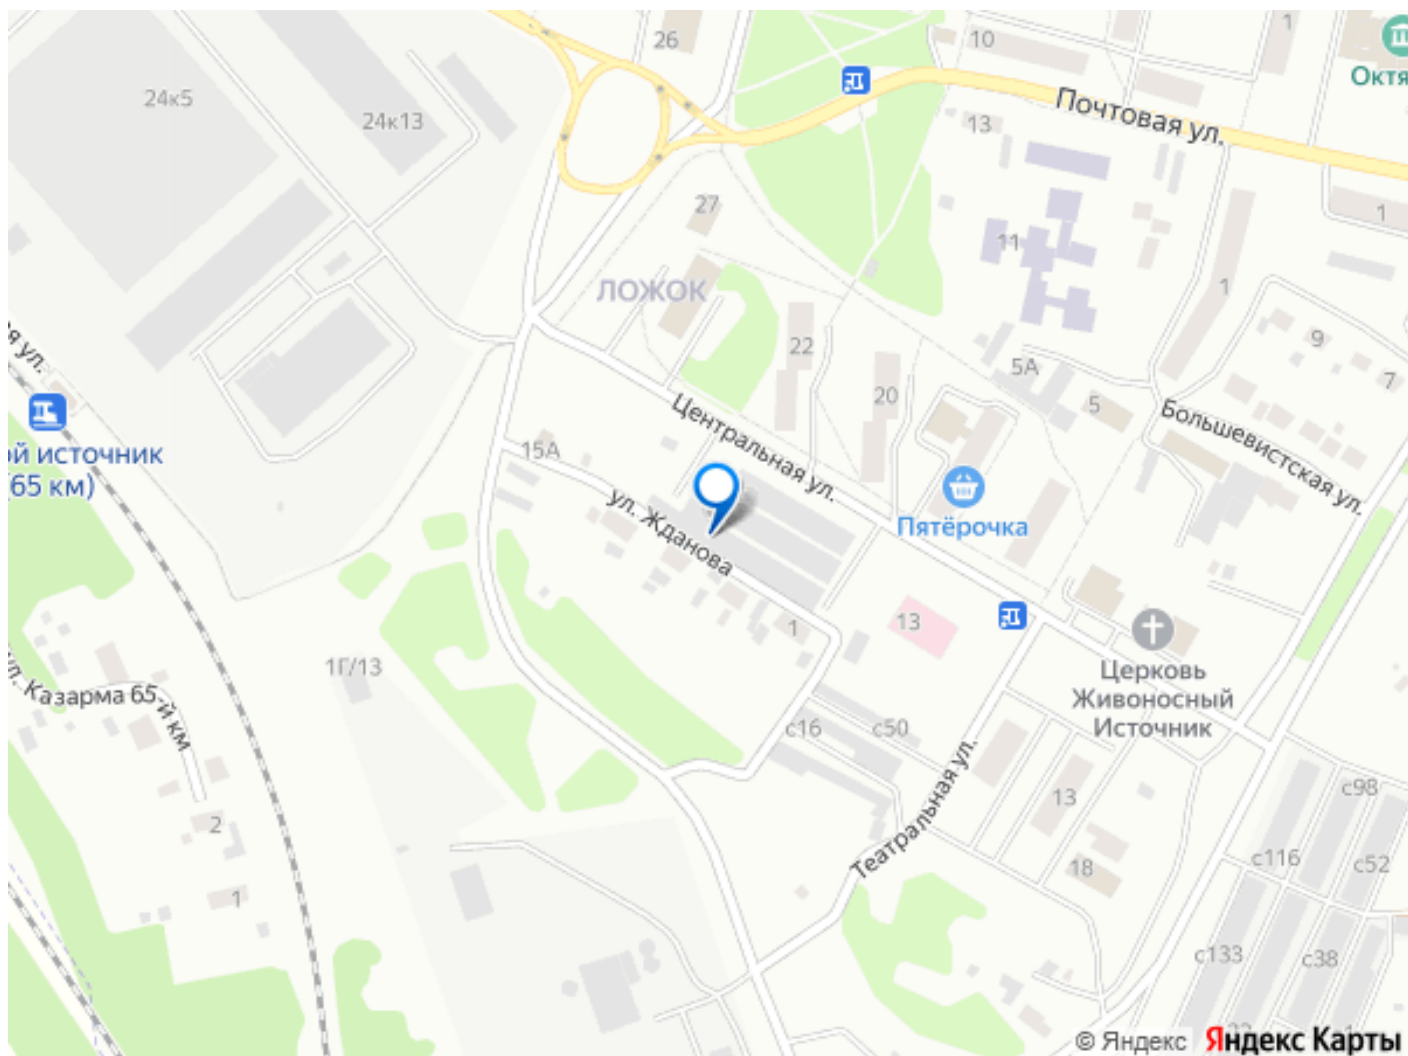 26
10
1
Октя
24к5
24к13
Почтовая ул.
13
27
11
1
ЛОЖОК
1
22
5А
9
7
ая ул.
20
5
Центральная ул.
Большевистская ул.
15А
ой источник
(65 км)
ул. Жданова
Пятёрочка
1
13
1Г/13
Церковь
Живоносный
Источник
ул. Казарма 65-й км
с16
с50
Театральная ул.
13
с98
2
с116
с52
18
1
с133
с38
© Яндекс
Яндекс Карты